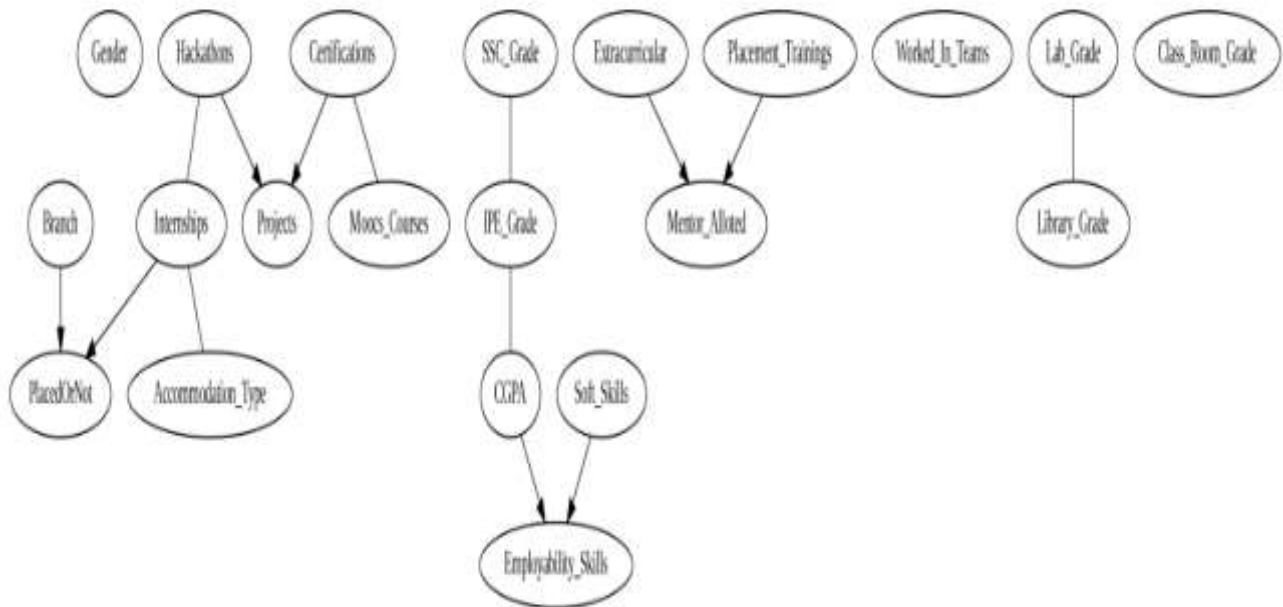 Gender Hackathons Certifications SSC_Grade Extracurricular Placement_Trainings Worked_In_Teams Lab_Grade Class_Room_Grade
Branch Internships Projects Moocs_Courses IPE_Grade Mentor_Alloted Library_Grade
PlacedOrNot Accommodation_Type CGPA Soft_Skills
Employability_Skills